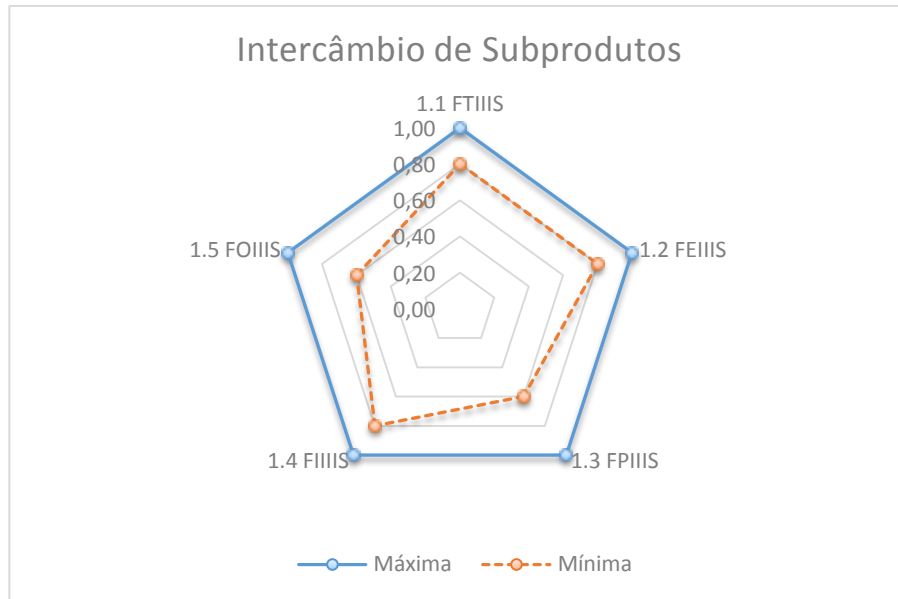 Intercâmbio de Subprodutos
1.1 FTIIIS
1,00
0,80
0,60
0,40
0,20
0,00
1.5 FOIIIS
1.2 FEIIIS
1.4 FIIIIS
1.3 FPIIIS
Máxima
Mínima